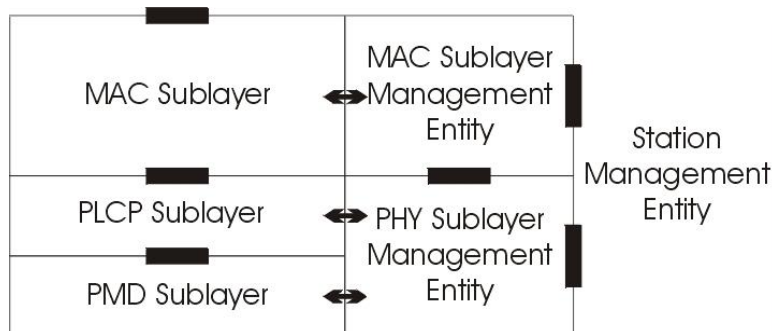 MAC Sublayer
MAC Sublayer
Management
Entity
Station
Management
Entity
PLCP Sublayer
PHY Sublayer
Management
Entity
PMD Sublayer